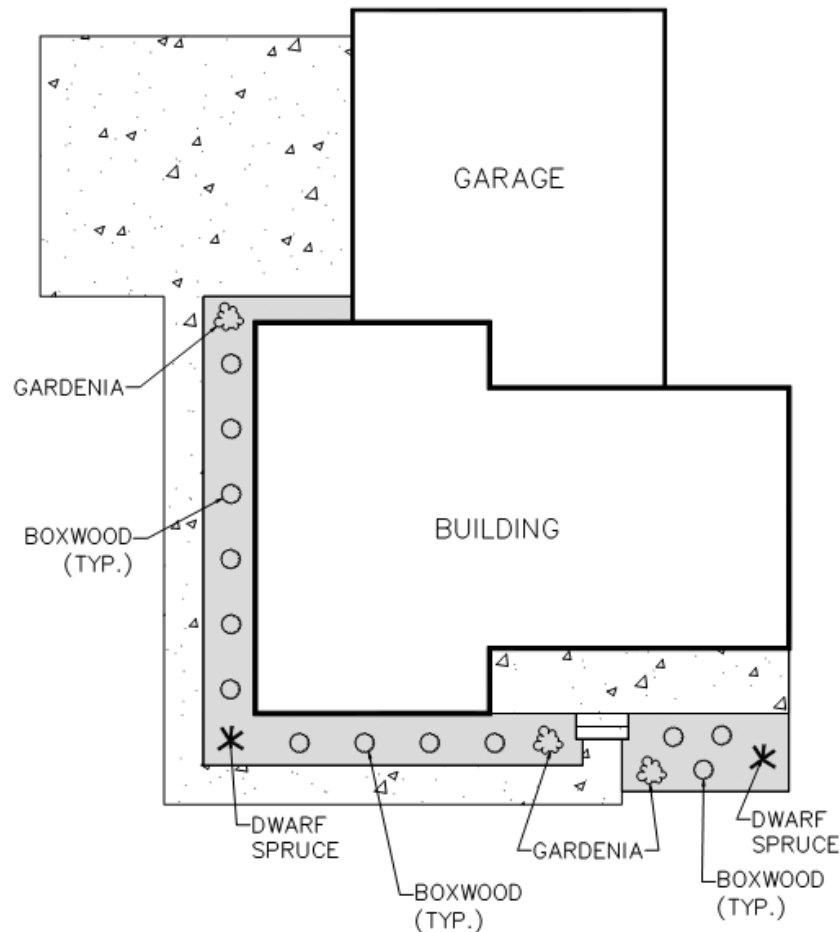 GARAGE
GARDENIA
BUILDING
BOXWOOD
(TYP.)
DWARF
SPRUCE
GARDENIA
DWARF
SPRUCE
BOXWOOD
(TYP.)
BOXWOOD
(TYP.)